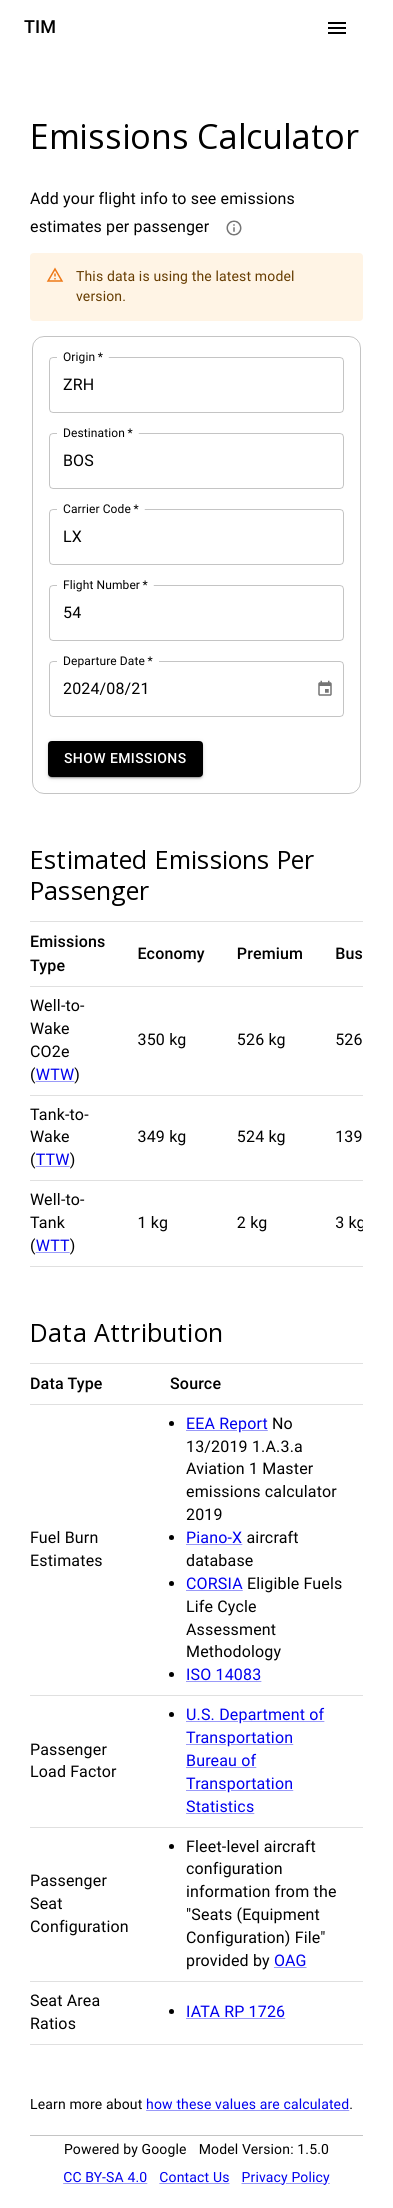 TIM
Emissions Calculator
Add your flight info to see emissions
estimates per passenger
This data is using the latest model
version.
Origin *
ZRH
Destination *
BOS
Carrier Code *
LX
Flight Number *
54
Departure Date *
2024/08/21
SHOW EMISSIONS
Estimated Emissions Per
Passenger
Emissions
Type
Economy
Premium
Bus
Well-to-
Wake
CO2e
(WTW)
350 kg
526 kg
526
Tank-to-
Wake
(TTW)
349 kg
524 kg
139
Well-to-
Tank
(WTT)
1 kg
2 kg
3 kg
Data Attribution
Data Type
Source
Fuel Burn
Estimates
• EEA Report No
13/2019 1.A.3.a
Aviation 1 Master
emissions calculator
2019
• Piano-X aircraft
database
• CORSIA Eligible Fuels
Life Cycle
Assessment
Methodology
• ISO 14083
Passenger
Load Factor
• U.S. Department of
Transportation
Bureau of
Transportation
Statistics
Passenger
Seat
Configuration
• Fleet-level aircraft
configuration
information from the
"Seats (Equipment
Configuration) File"
provided by OAG
Seat Area
Ratios
• IATA RP 1726
Learn more about how these values are calculated.
Powered by Google Model Version: 1.5.0
CC BY-SA 4.0 Contact Us Privacy Policy